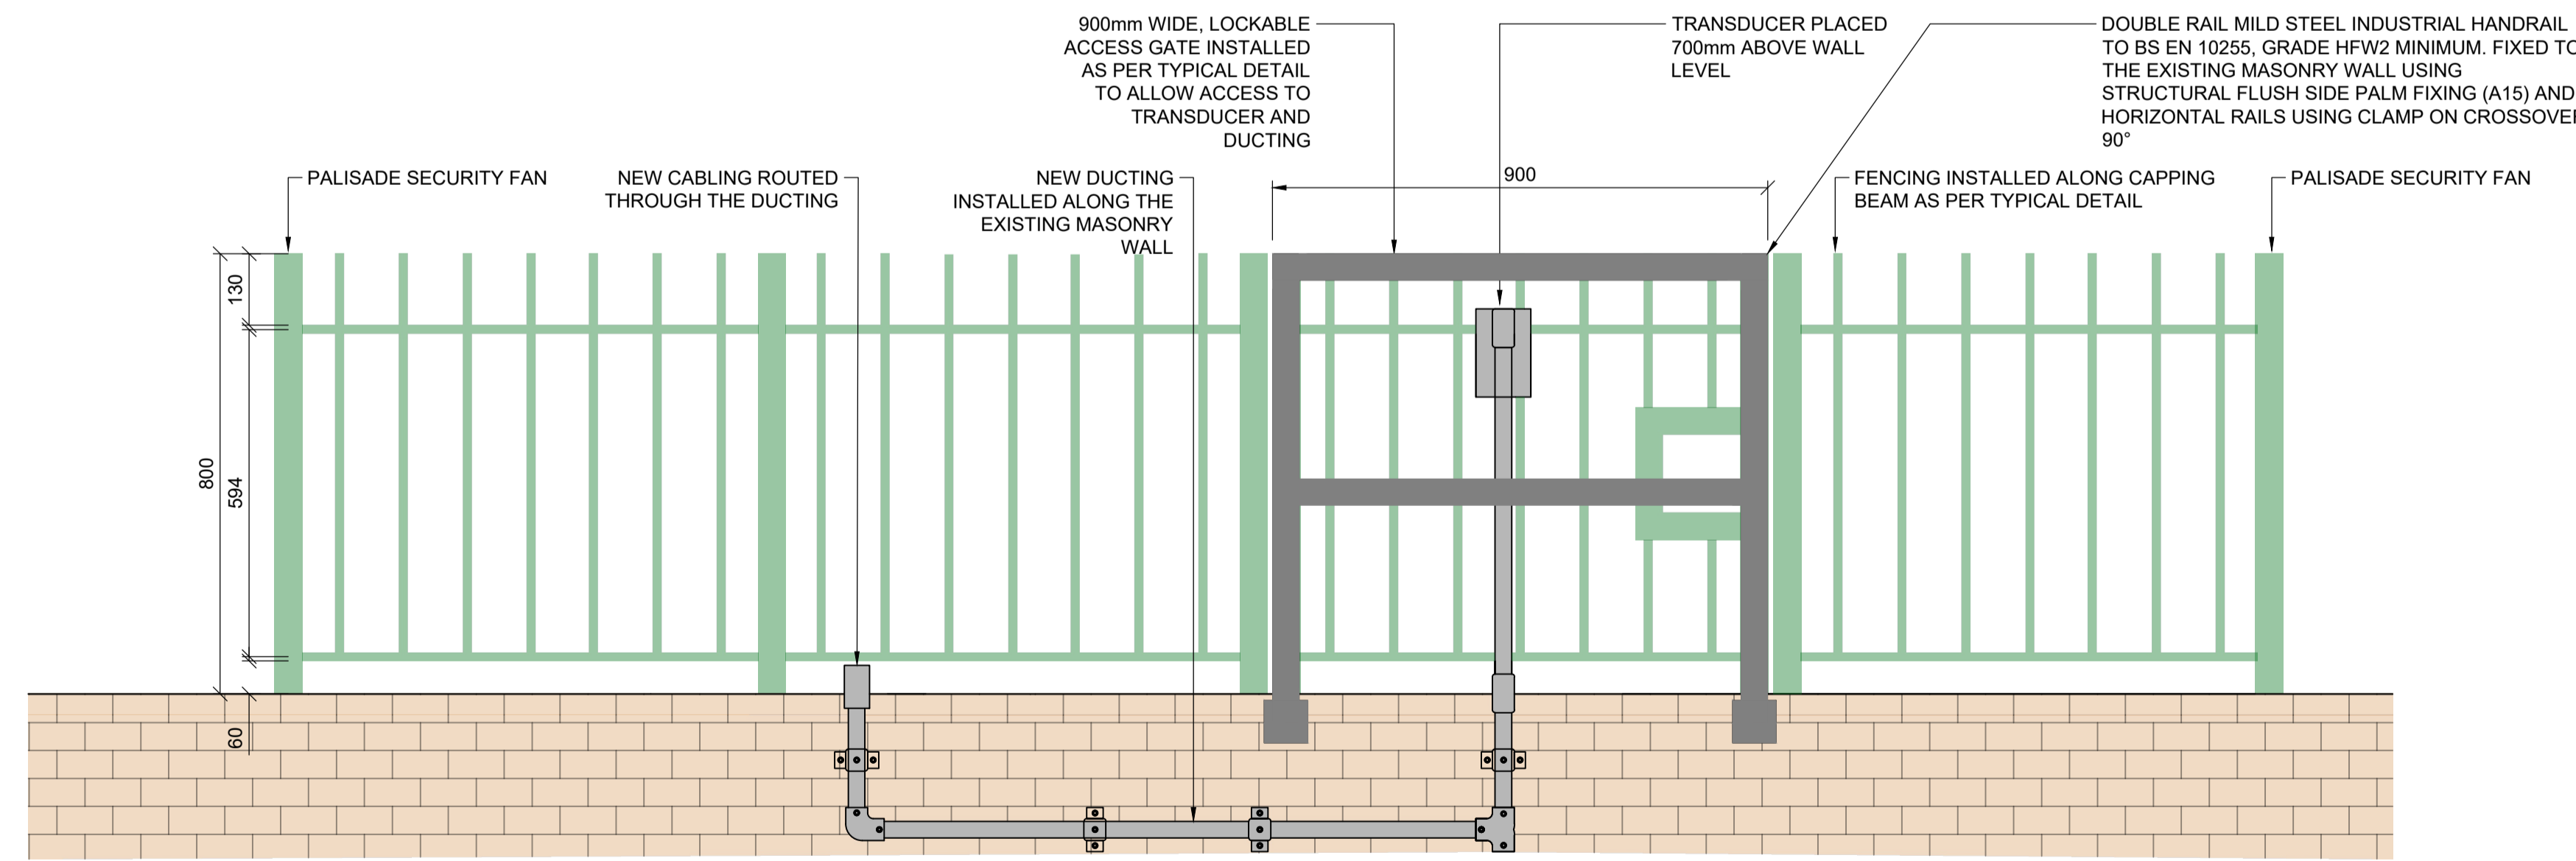 900mm WIDE, LOCKABLE
ACCESS GATE INSTALLED
AS PER TYPICAL DETAIL
TO ALLOW ACCESS TO
TRANSDUCER AND
DUCTING
TRANSDUCER PLACED
700mm ABOVE WALL
LEVEL
DOUBLE RAIL MILD STEEL INDUSTRIAL HANDRAIL
TO BS EN 10255, GRADE HFW2 MINIMUM. FIXED TO
THE EXISTING MASONRY WALL USING
STRUCTURAL FLUSH SIDE PALM FIXING (A15) AND
HORIZONTAL RAILS USING CLAMP ON CROSSOVER
90°
PALISADE SECURITY FAN
NEW CABLING ROUTED
THROUGH THE DUCTING
NEW DUCTING
INSTALLED ALONG THE
EXISTING MASONRY
WALL
900
FENCING INSTALLED ALONG CAPPING
BEAM AS PER TYPICAL DETAIL
PALISADE SECURITY FAN
130
800
594
60